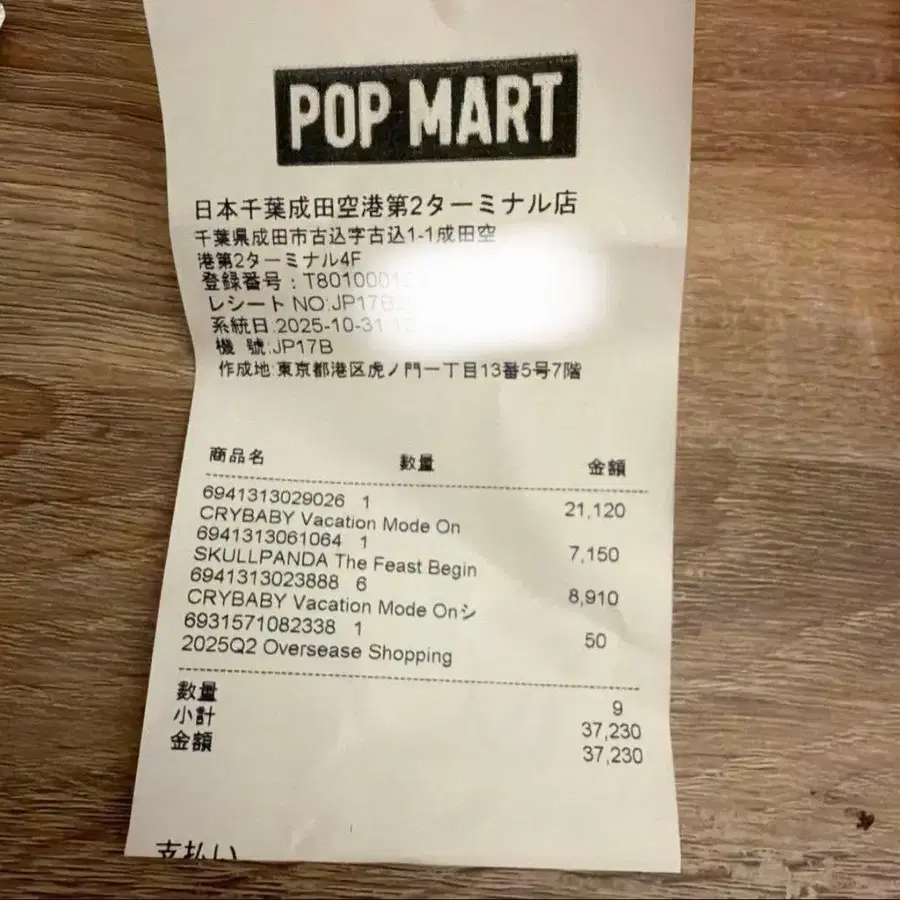 POP MART
日本千葉成田空港第2ターミナル店
千葉県成田市古込字古込1-1成田空
港第2ターミナル4F
登録番号：T8010001
レシート NO:JP17B
系統日:2025-10-31 12
機 號:JP17B
作成地:東京都港区虎ノ門一丁目13番5号7階
商品名 數量 金額
6941313029026 1 21,120
CRYBABY Vacation Mode On
6941313061064 1 7,150
SKULLPANDA The Feast Begin
6941313023888 6 8,910
CRYBABY Vacation Mode Onシ
6931571082338 1 50
2025Q2 Oversease Shopping
数量 9
小計 37,230
金額 37,230
支払い